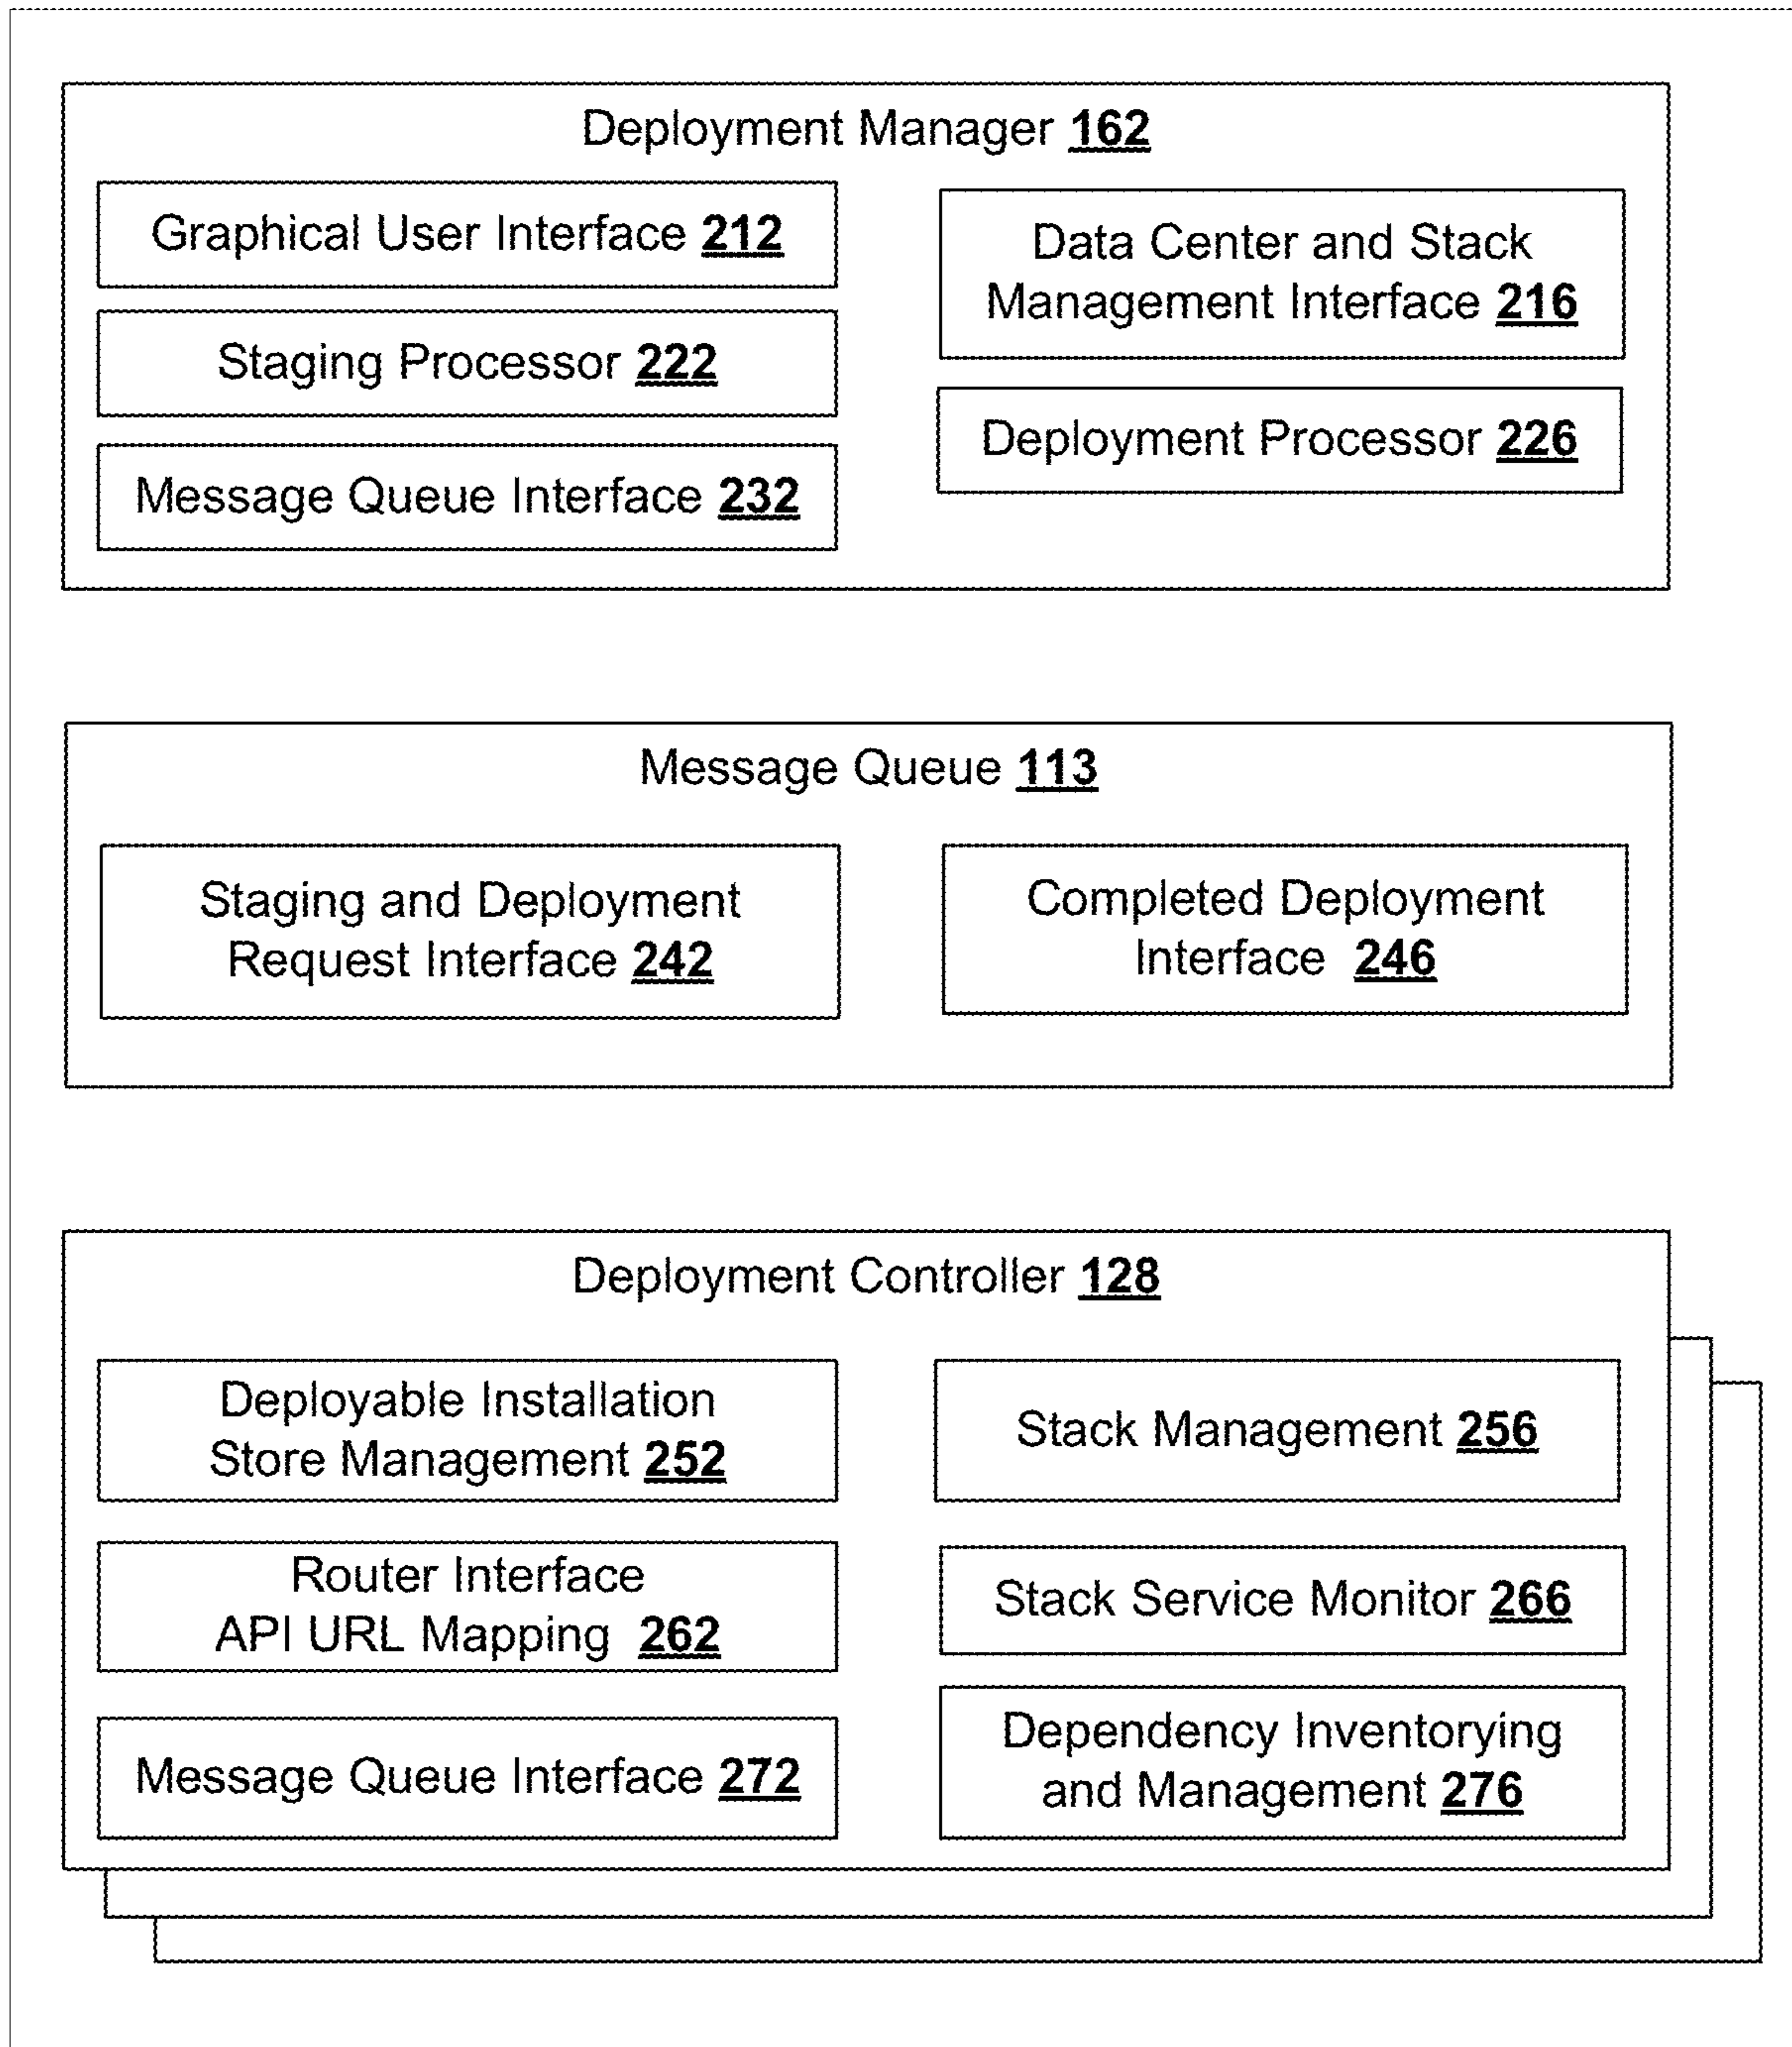 Deployment Manager 162
Graphical User Interface 212
Staging Processor 222
Message Queue Interface 232
Data Center and Stack
Management Interface 216
Deployment Processor 226
Message Queue 113
Staging and Deployment
Request Interface 242
Completed Deployment
Interface 246
Deployment Controller 128
Deployable Installation
Store Management 252
Router Interface
API URL Mapping 262
Message Queue Interface 272
Stack Management 256
Stack Service Monitor 266
Dependency Inventorying
and Management 276